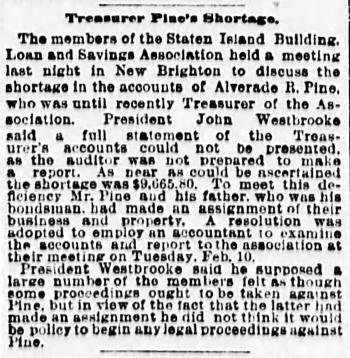 Treasurer Pine's Shortage.
The members of the Staten Island Building,
Loan and Savings Association held a meeting
last night in New Brighton to discuss the
shortage in the accounts of Alverado R. Pine,
who was until recently Treasurer of the As-
sociation. President John Westbrooke
said a full statement of the Treas-
urer's accounts could not be presented,
as the auditor was not prepared to make
a report. As near as could be ascertained
the shortage was $9,665.80. To meet this de-
ficiency Mr. Pine and his father, who was his
bondsman, had made an assignment of their
business and property. A resolution was
adopted to employ an accountant to examine
the accounts and report to the association at
their meeting on Tuesday, Feb. 10.
President Westbrooke said he supposed a
large number of the members felt as though
some proceedings ought to be taken against
Pine, but in view of the fact that the latter had
made an assignment he did not think it would
be policy to begin any legal proceedings against
Pine.